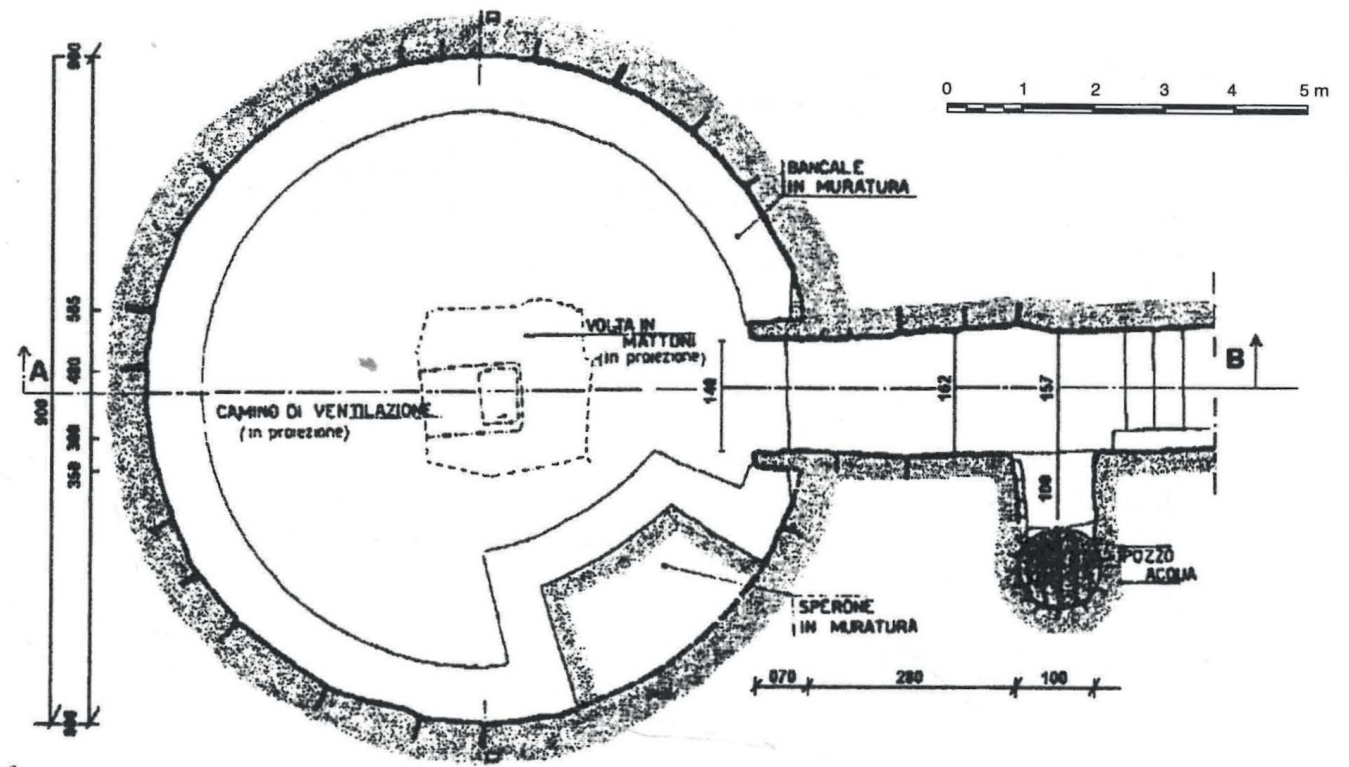 0 1 2 3 4 5 m
BANCALE
IN MURATURA
VOLTA IN
MATTONI
(in proiezione)
CAMINO DI VENTILAZIONE
(in proiezione)
A
B
900
140
162
157
100
POZZO
ACQUA
SPERONE
IN MURATURA
070 280 100